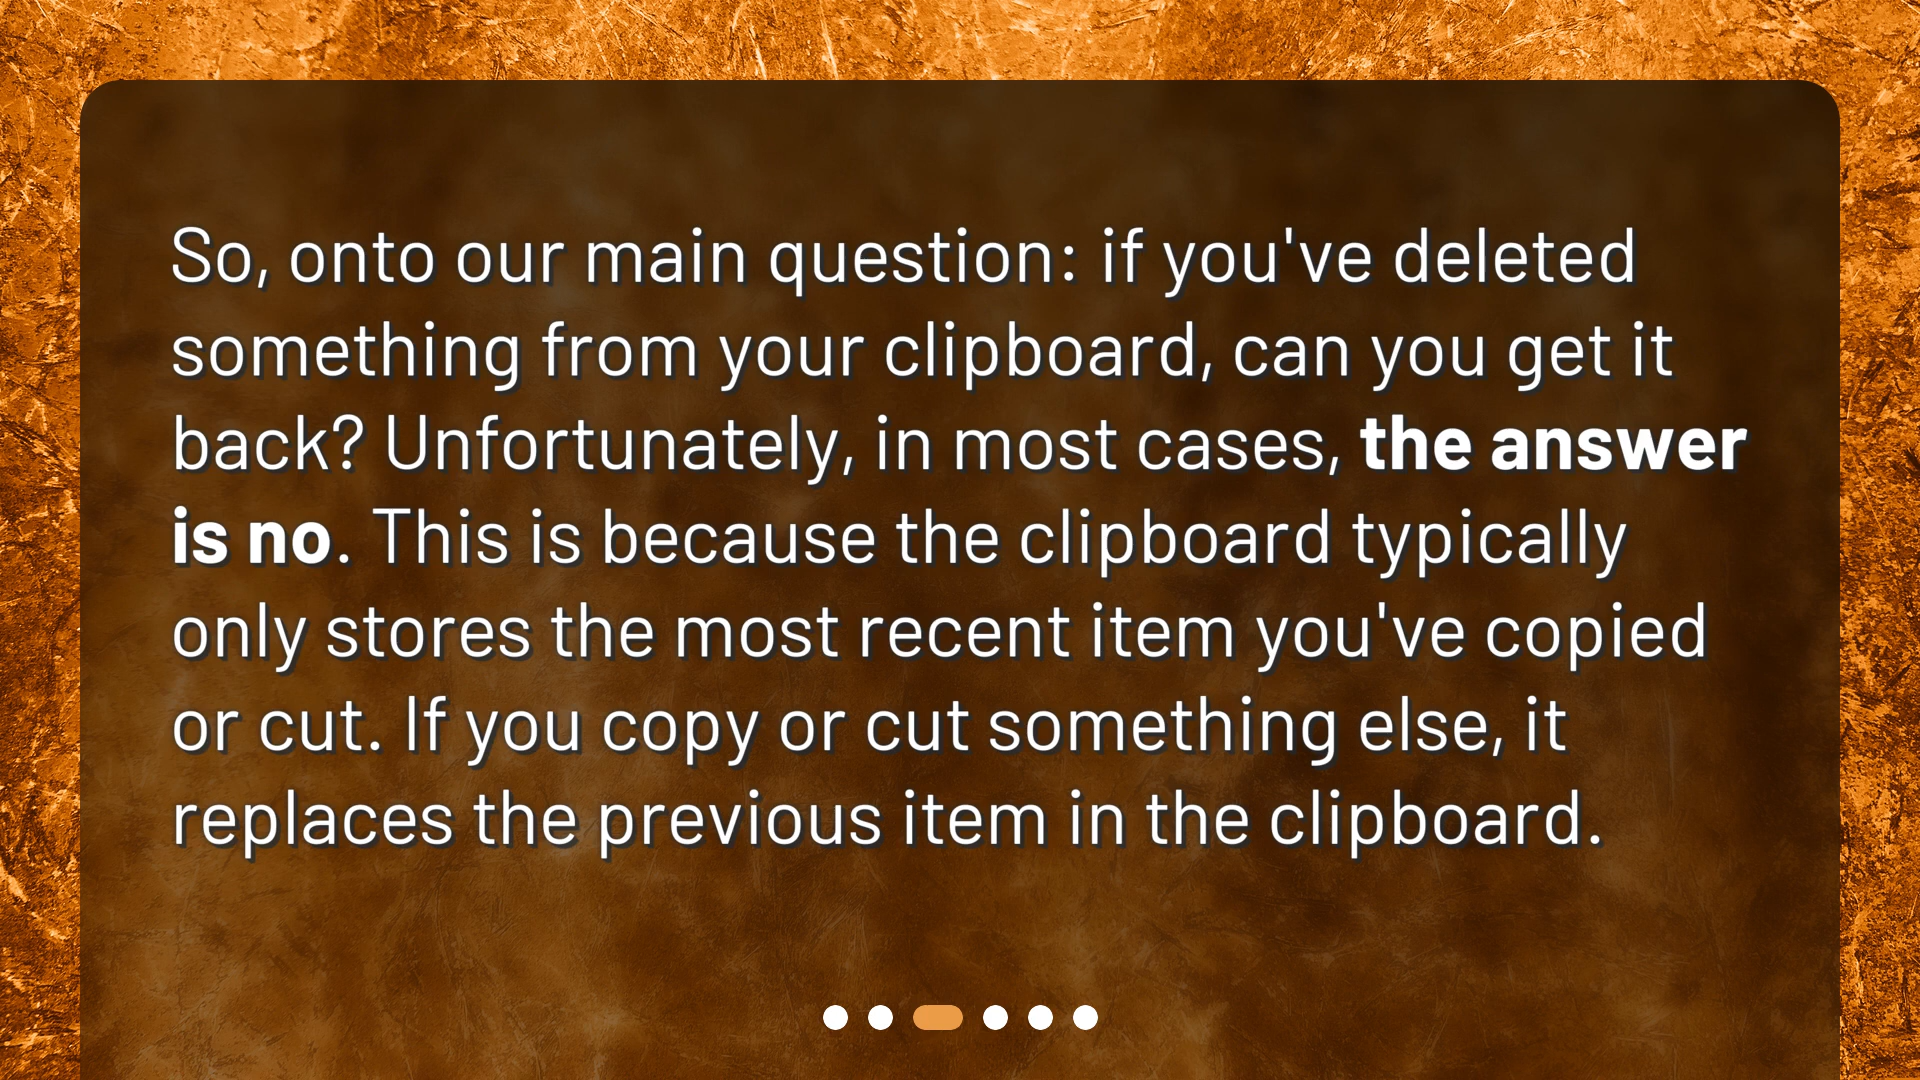 So, onto our main question: if you've deleted
something from your clipboard, can you get it
back? Unfortunately, in most cases, the answer
is no. This is because the clipboard typically
only stores the most recent item you've copied
or cut. If you copy or cut something else, it
replaces the previous item in the clipboard.